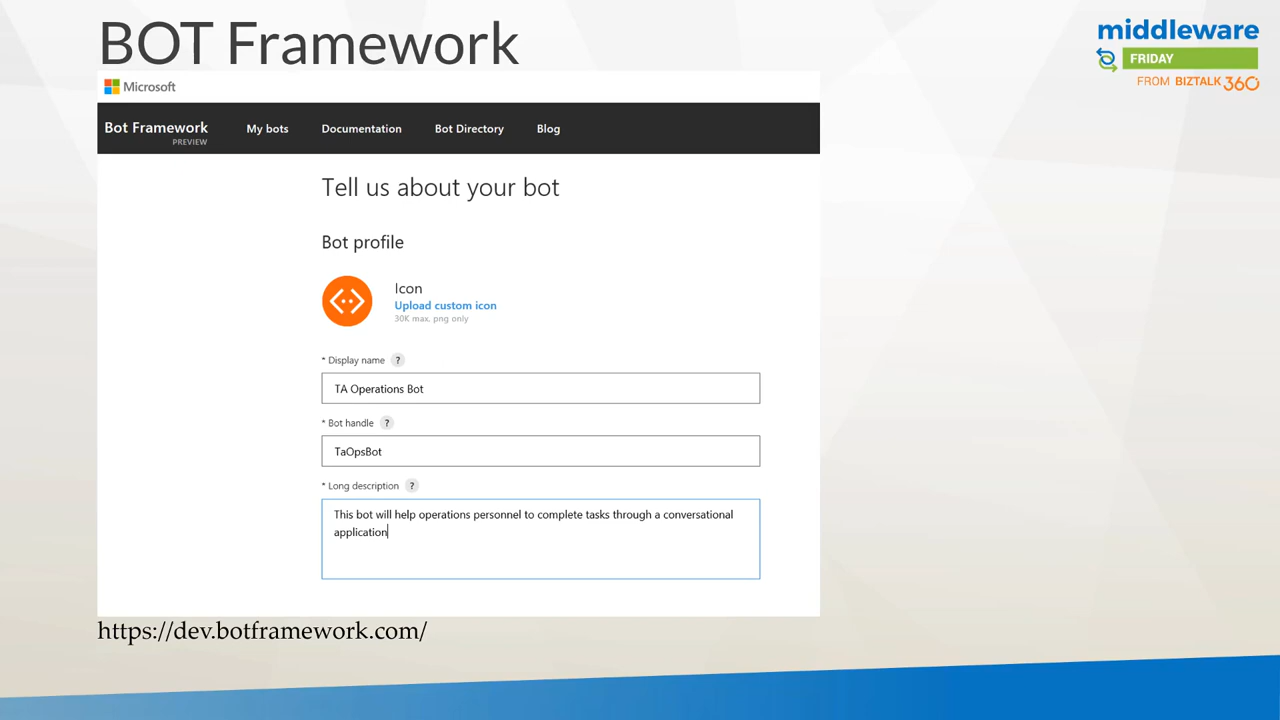 BOT Framework
middleware
FRIDAY
FROM BIZTALK360
Microsoft
Bot Framework
PREVIEW
My bots
Documentation
Bot Directory
Blog
Tell us about your bot
Bot profile
Icon
Upload custom icon
30K max, png only
* Display name ?
TA Operations Bot
* Bot handle ?
TaOpsBot
* Long description ?
This bot will help operations personnel to complete tasks through a conversational
application
https://dev.botframework.com/